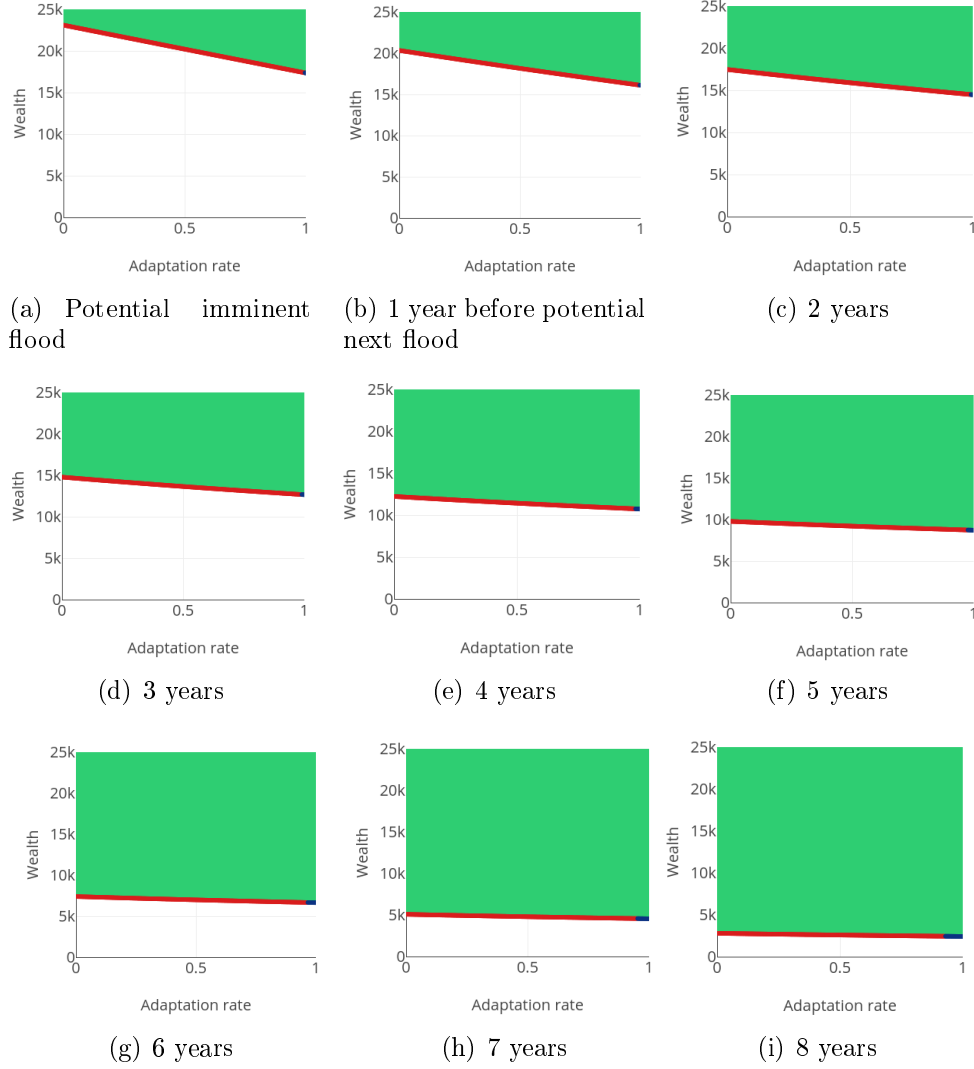 25k
20k
15k
10k
5k
0
Wealth
0
0.5
1
Adaptation rate
(a) Potential imminent
flood
25k
20k
15k
10k
5k
0
Wealth
0
0.5
1
Adaptation rate
(b) 1 year before potential
next flood
25k
20k
15k
10k
5k
0
Wealth
0
0.5
1
Adaptation rate
(c) 2 years
25k
20k
15k
10k
5k
0
Wealth
0
0.5
1
Adaptation rate
(d) 3 years
25k
20k
15k
10k
5k
0
Wealth
0
0.5
1
Adaptation rate
(e) 4 years
25k
20k
15k
10k
5k
0
Wealth
0
0.5
1
Adaptation rate
(f) 5 years
25k
20k
15k
10k
5k
0
Wealth
0
0.5
1
Adaptation rate
(g) 6 years
25k
20k
15k
10k
5k
0
Wealth
0
0.5
1
Adaptation rate
(h) 7 years
25k
20k
15k
10k
5k
0
Wealth
0
0.5
1
Adaptation rate
(i) 8 years